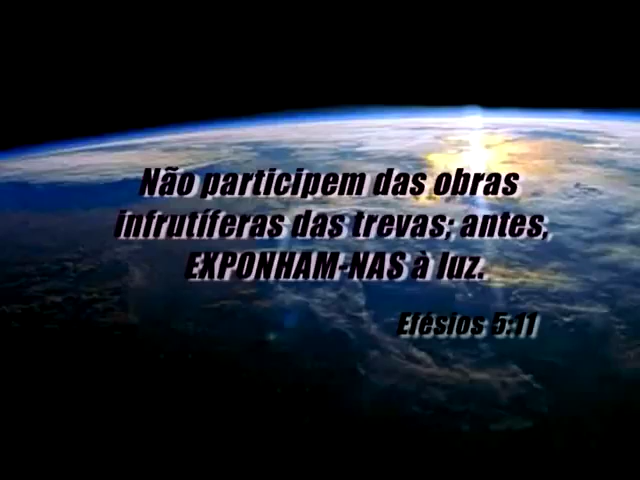 Não participem das obras
infrutíferas das trevas; antes,
EXPONHAM-NAS à luz.
Efésios 5:11